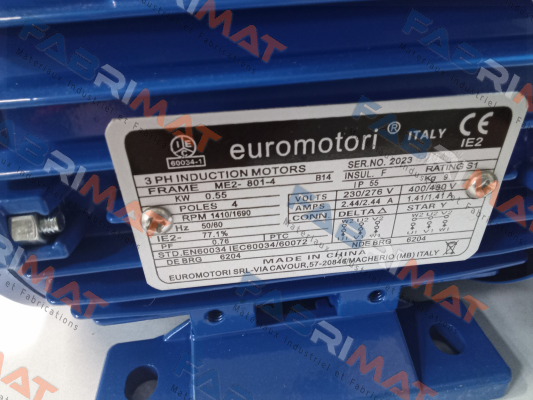 FABRIMAT
IEC
60034-1
euromotori ® ITALY CE
IE2
3 PH INDUCTION MOTORS SER.NO. 2023 RATING S1
FRAME ME2- 801-4 B14 INSUL. F Kg 9
KW 0.55 IP 55
POLES 4 VOLTS 230/276 V 400/480 V
RPM 1410/1690 AMPS 2.44/2.44 A 1.41/1.41 A
Hz 50/60 CONN DELTA △ STAR Y
IE2- 77.1%
PF 0.76 PTC
STD.EN60034 IEC60034/60072 NDE BRG 6204
DE BRG 6204 MADE IN CHINA
EUROMOTORI SRL-VIA CAVOUR,57-20846/MACHERIO (MB) ITALY